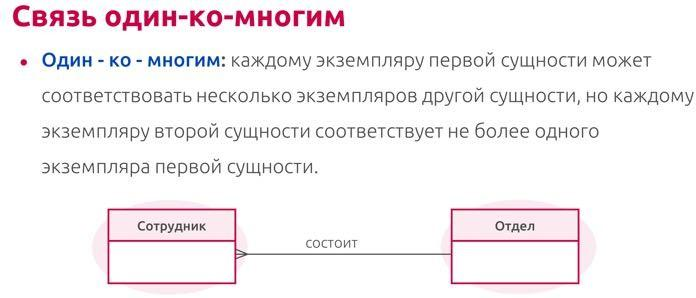 Связь один-ко-многим
• Один - ко - многим: каждому экземпляру первой сущности может
соответствовать несколько экземпляров другой сущности, но каждому
экземпляру второй сущности соответствует не более одного
экземпляра первой сущности.
Сотрудник
состоит
Отдел